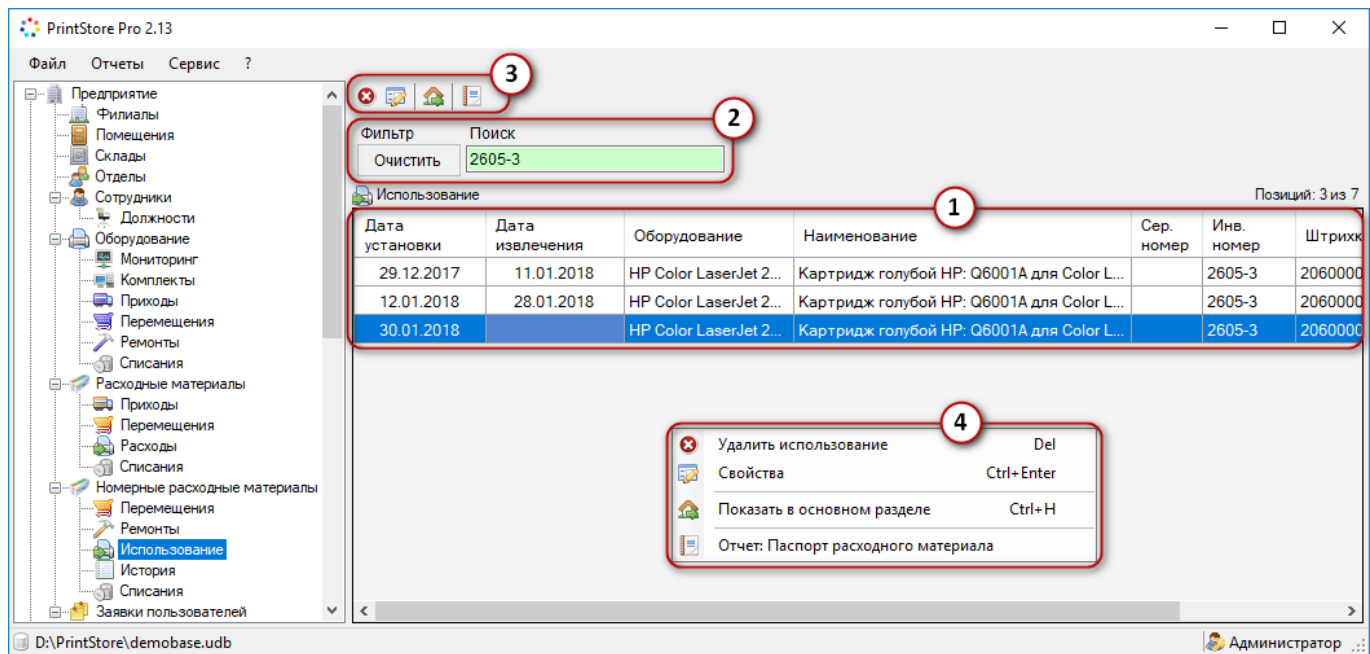 PrintStore Pro 2.13
Файл Отчеты Сервис ?
Предприятие
Филиалы
Помещения
Склады
Отделы
Сотрудники
Должности
Оборудование
Мониторинг
Комплекты
Приходы
Перемещения
Ремонты
Списания
Расходные материалы
Приходы
Перемещения
Расходы
Списания
Номерные расходные материалы
Перемещения
Ремонты
Использование
История
Списания
Заявки пользователей
3
2
Фильтр Поиск
Очистить 2605-3
Использование Позиций: 3 из 7
1
Дата установки Дата извлечения Оборудование Наименование Сер. номер Инв. номер Штрихк
29.12.2017 11.01.2018 HP Color LaserJet 2... Картридж голубой HP: Q6001A для Color L... 2605-3 2060000
12.01.2018 28.01.2018 HP Color LaserJet 2... Картридж голубой HP: Q6001A для Color L... 2605-3 2060000
30.01.2018 HP Color LaserJet 2... Картридж голубой HP: Q6001A для Color L... 2605-3 2060000
4
Удалить использование Del
Свойства Ctrl+Enter
Показать в основном разделе Ctrl+H
Отчет: Паспорт расходного материала
D:\PrintStore\demobase.udb Администратор